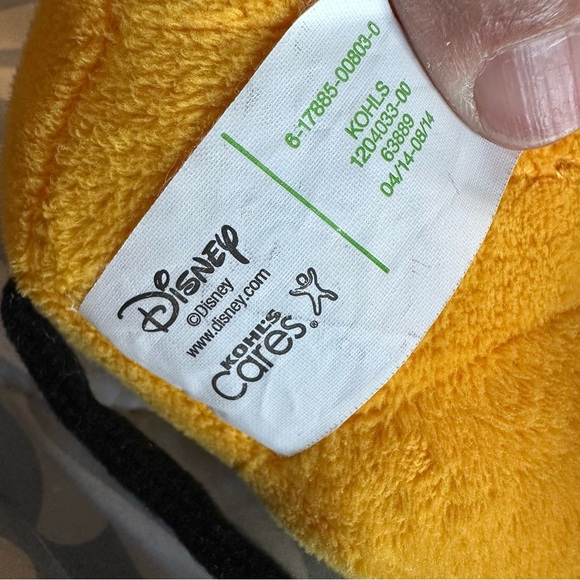 6-17885-00803-0
KOHLS
1204033-00
63889
04/14-08/14
Disney
©Disney
www.disney.com
KOHL'S
cares®